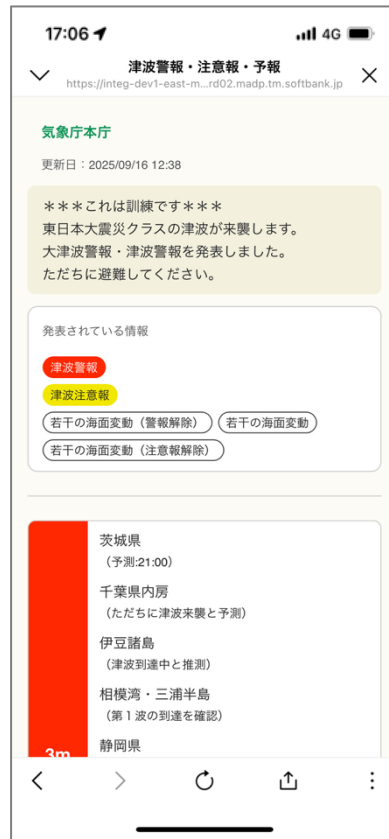 17:06
4G
津波警報・注意報・予報
https://integ-dev1-east-m...rd02.madp.tm.softbank.jp
気象庁本庁
更新日：2025/09/16 12:38
＊＊＊これは訓練です＊＊＊
東日本大震災クラスの津波が来襲します。
大津波警報・津波警報を発表しました。
ただちに避難してください。
発表されている情報
津波警報
津波注意報
若干の海面変動（警報解除） 若干の海面変動
若干の海面変動（注意報解除）
茨城県
（予測:21:00）
千葉県内房
（ただちに津波来襲と予測）
伊豆諸島
（津波到達中と推測）
相模湾・三浦半島
（第１波の到達を確認）
静岡県
3m